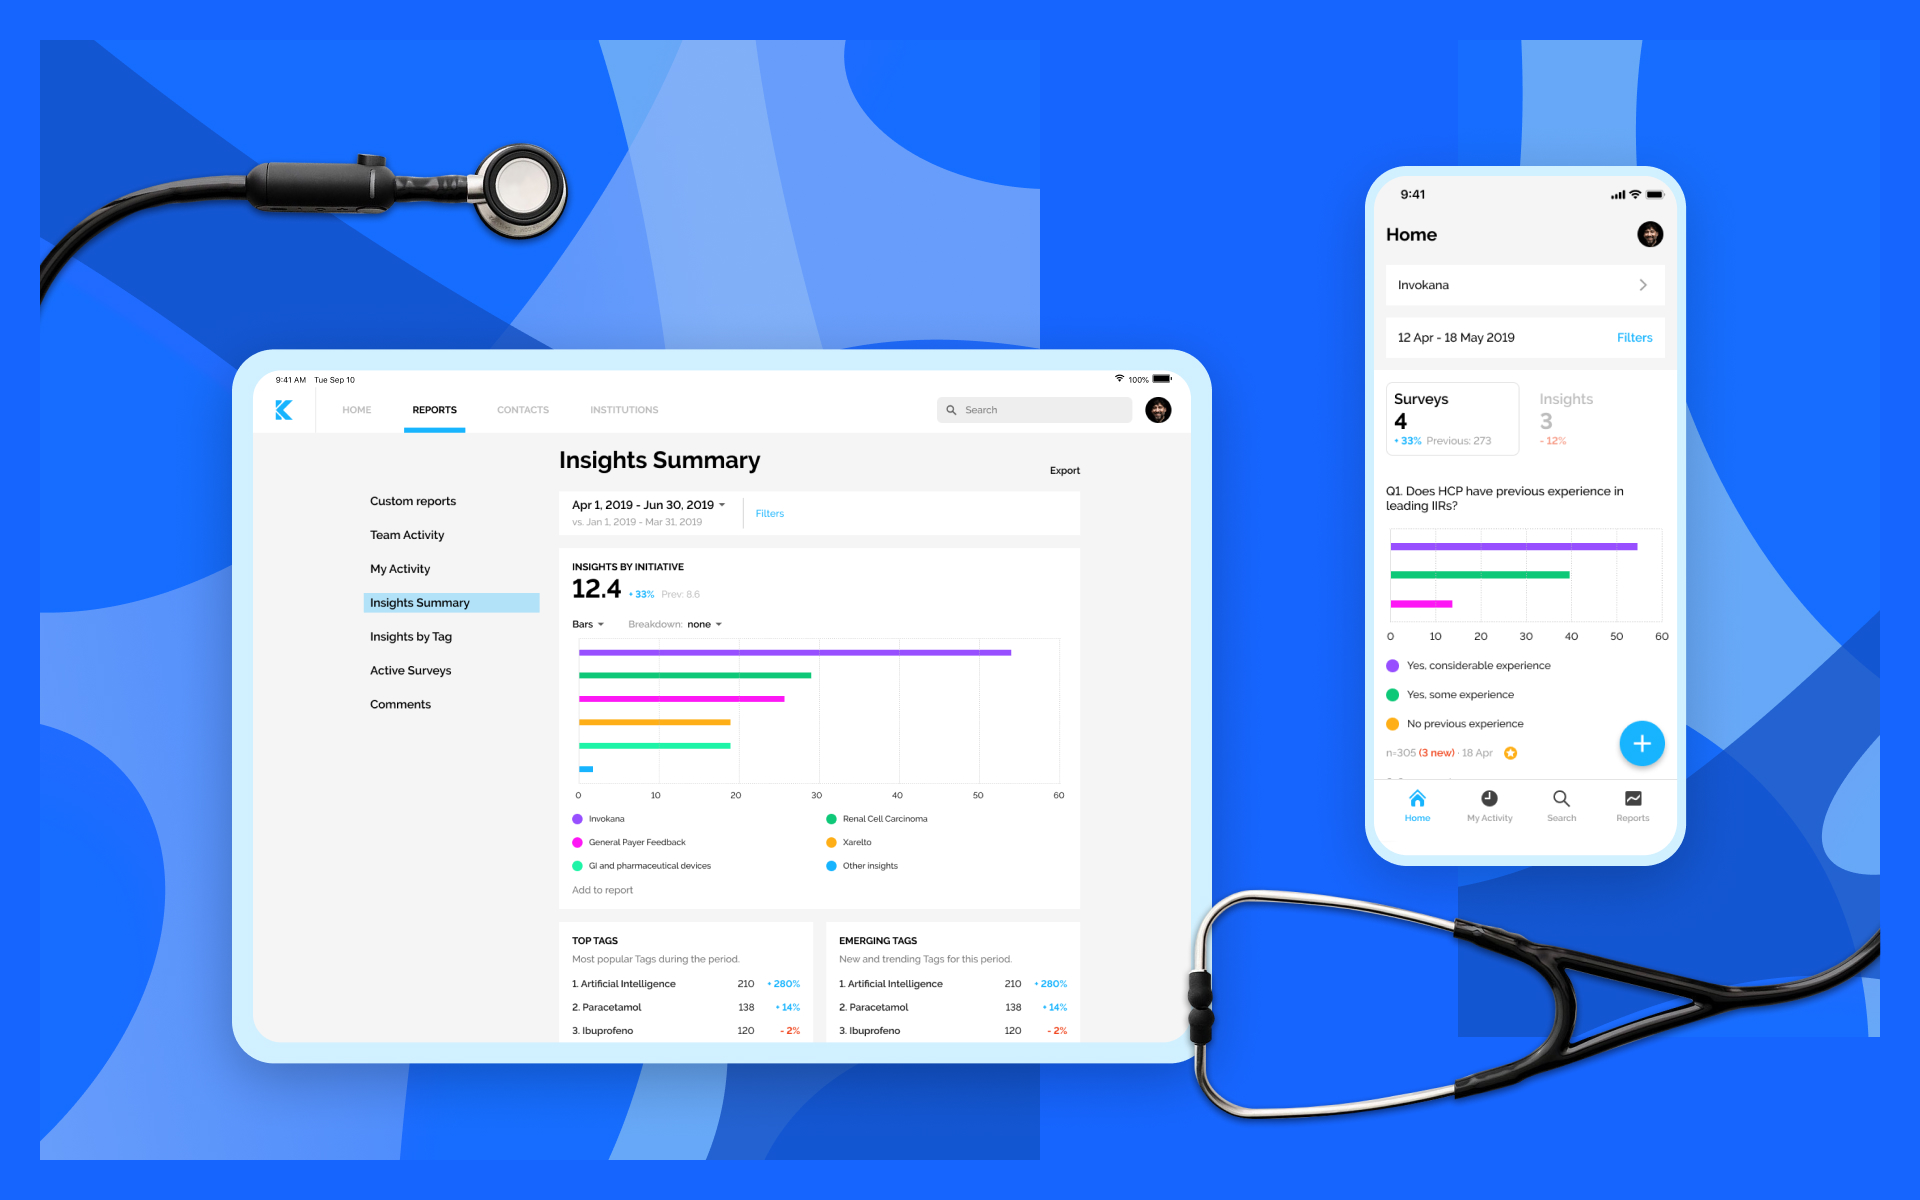 9:41 AM Tue Sep 10
100%
HOME REPORTS CONTACTS INSTITUTIONS
Search
Insights Summary
Export
Custom reports
Team Activity
My Activity
Insights Summary
Insights by Tag
Active Surveys
Comments
Apr 1, 2019 - Jun 30, 2019
vs. Jan 1, 2019 - Mar 31, 2019
Filters
INSIGHTS BY INITIATIVE
12.4 + 33% Prev: 8.6
Bars Breakdown: none
0 10 20 30 40 50 60
Invokana Renal Cell Carcinoma
General Payer Feedback Xarelto
GI and pharmaceutical devices Other insights
Add to report
TOP TAGS
Most popular Tags during the period.
1. Artificial Intelligence 210 + 280%
2. Paracetamol 138 + 14%
3. Ibuprofeno 120 - 2%
EMERGING TAGS
New and trending Tags for this period.
1. Artificial Intelligence 210 + 280%
2. Paracetamol 138 + 14%
3. Ibuprofeno 120 - 2%
9:41
Home
Invokana
12 Apr - 18 May 2019 Filters
Surveys
4
+ 33% Previous: 273
Insights
3
- 12%
Q1. Does HCP have previous experience in
leading IIRs?
0 10 20 30 40 50 60
Yes, considerable experience
Yes, some experience
No previous experience
n=305 (3 new) · 18 Apr
Home My Activity Search Reports